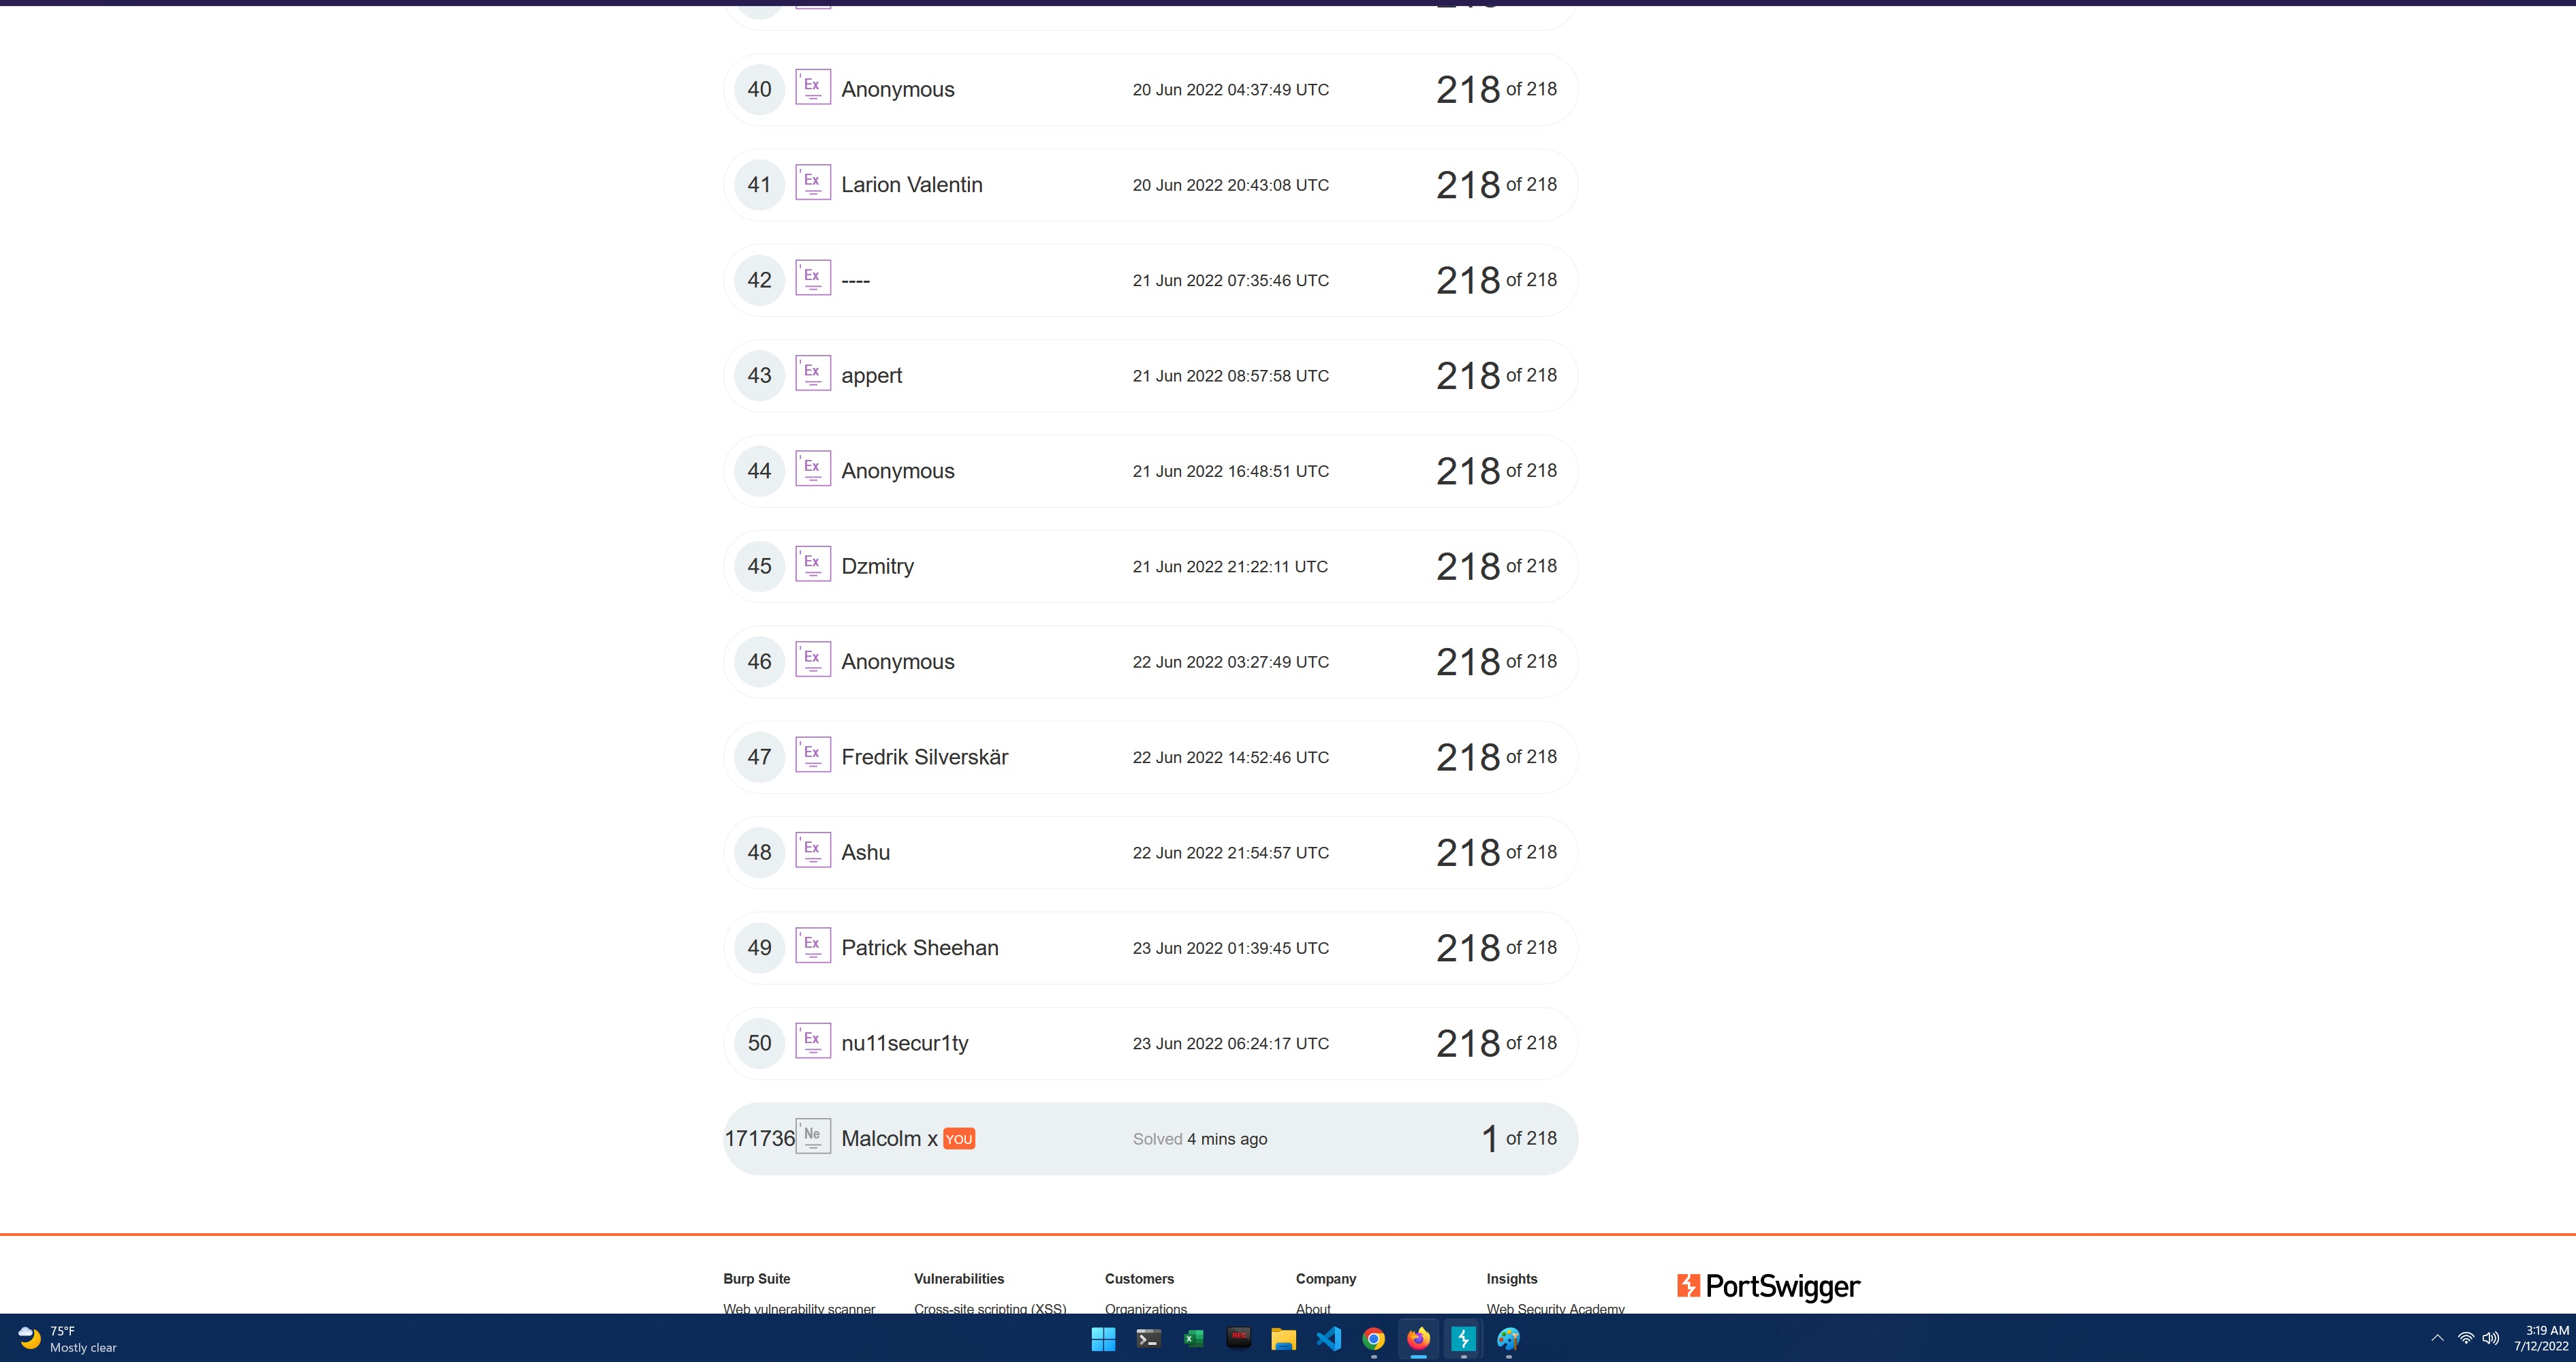 40 Ex Anonymous 20 Jun 2022 04:37:49 UTC 218 of 218
41 Ex Larion Valentin 20 Jun 2022 20:43:08 UTC 218 of 218
42 Ex ---- 21 Jun 2022 07:35:46 UTC 218 of 218
43 Ex appert 21 Jun 2022 08:57:58 UTC 218 of 218
44 Ex Anonymous 21 Jun 2022 16:48:51 UTC 218 of 218
45 Ex Dzmitry 21 Jun 2022 21:22:11 UTC 218 of 218
46 Ex Anonymous 22 Jun 2022 03:27:49 UTC 218 of 218
47 Ex Fredrik Silverskär 22 Jun 2022 14:52:46 UTC 218 of 218
48 Ex Ashu 22 Jun 2022 21:54:57 UTC 218 of 218
49 Ex Patrick Sheehan 23 Jun 2022 01:39:45 UTC 218 of 218
50 Ex nu11secur1ty 23 Jun 2022 06:24:17 UTC 218 of 218
171736 Ne Malcolm x YOU Solved 4 mins ago 1 of 218
Burp Suite Vulnerabilities Customers Company Insights PortSwigger
Web vulnerability scanner Cross-site scripting (XSS) Organizations About Web Security Academy
75°F
Mostly clear
REC
3:19 AM
7/12/2022